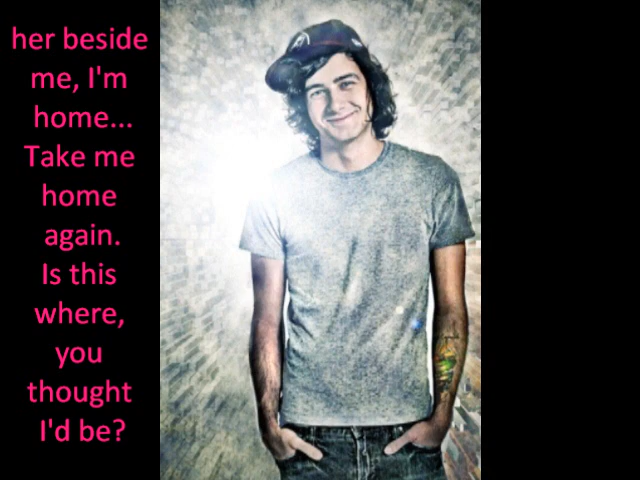 her beside
me, I'm
home...
Take me
home
again.
Is this
where,
you
thought
I'd be?